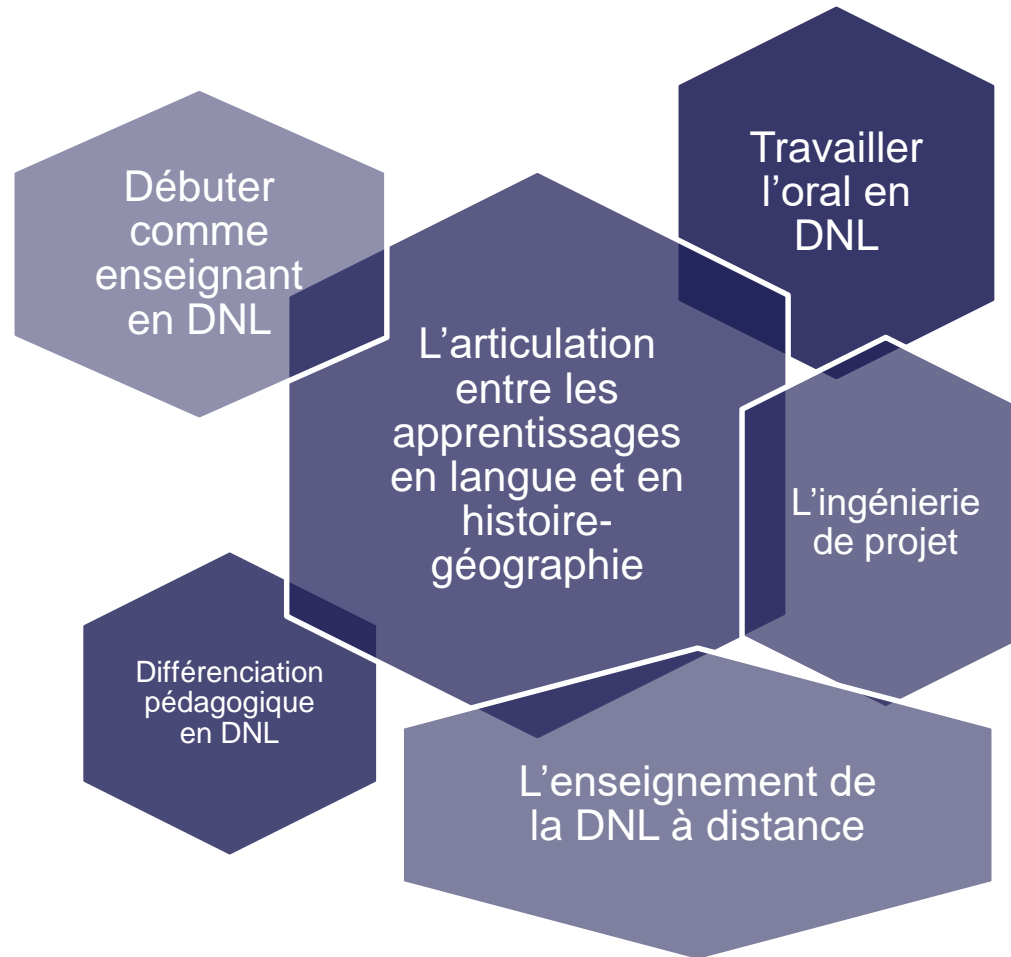 Débuter
comme
enseignant
en DNL
Travailler
l’oral en
DNL
L’articulation
entre les
apprentissages
en langue et en
histoire-
géographie
L’ingénierie
de projet
Différenciation
pédagogique
en DNL
L’enseignement de
la DNL à distance